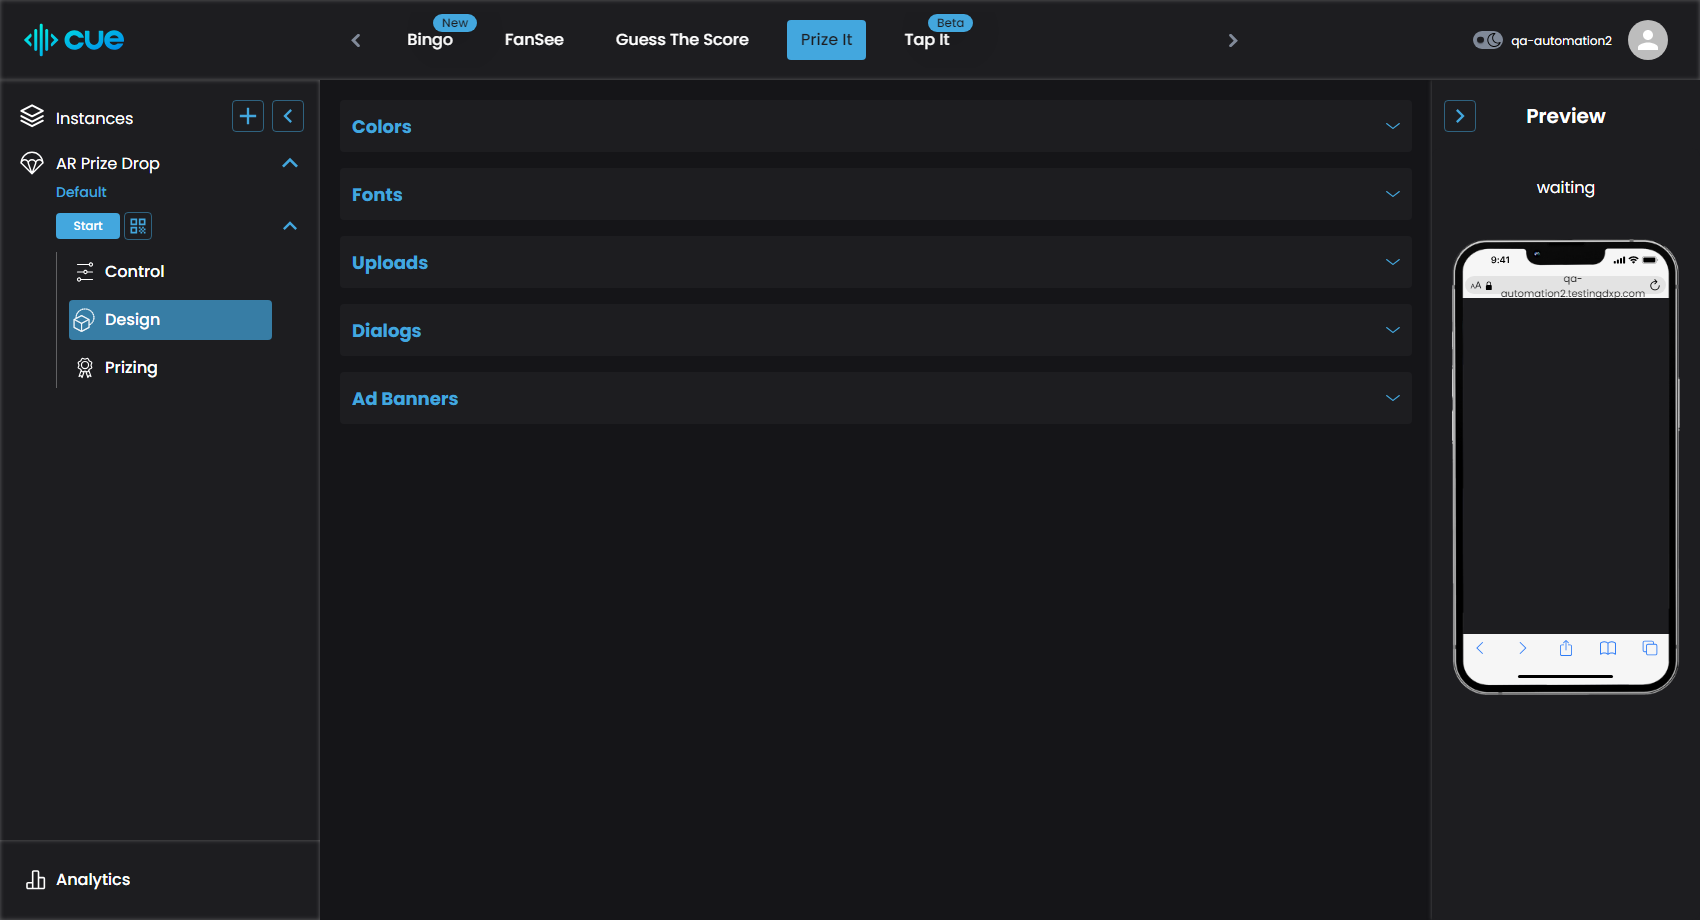 cue
New
Beta
Bingo
FanSee
Guess The Score
Prize It
Tap It
qa-automation2
Instances
AR Prize Drop
Default
Start
Control
Design
Prizing
Analytics
Colors
Fonts
Uploads
Dialogs
Ad Banners
Preview
waiting
9:41
AA
qa-
automation2.testingdxp.com